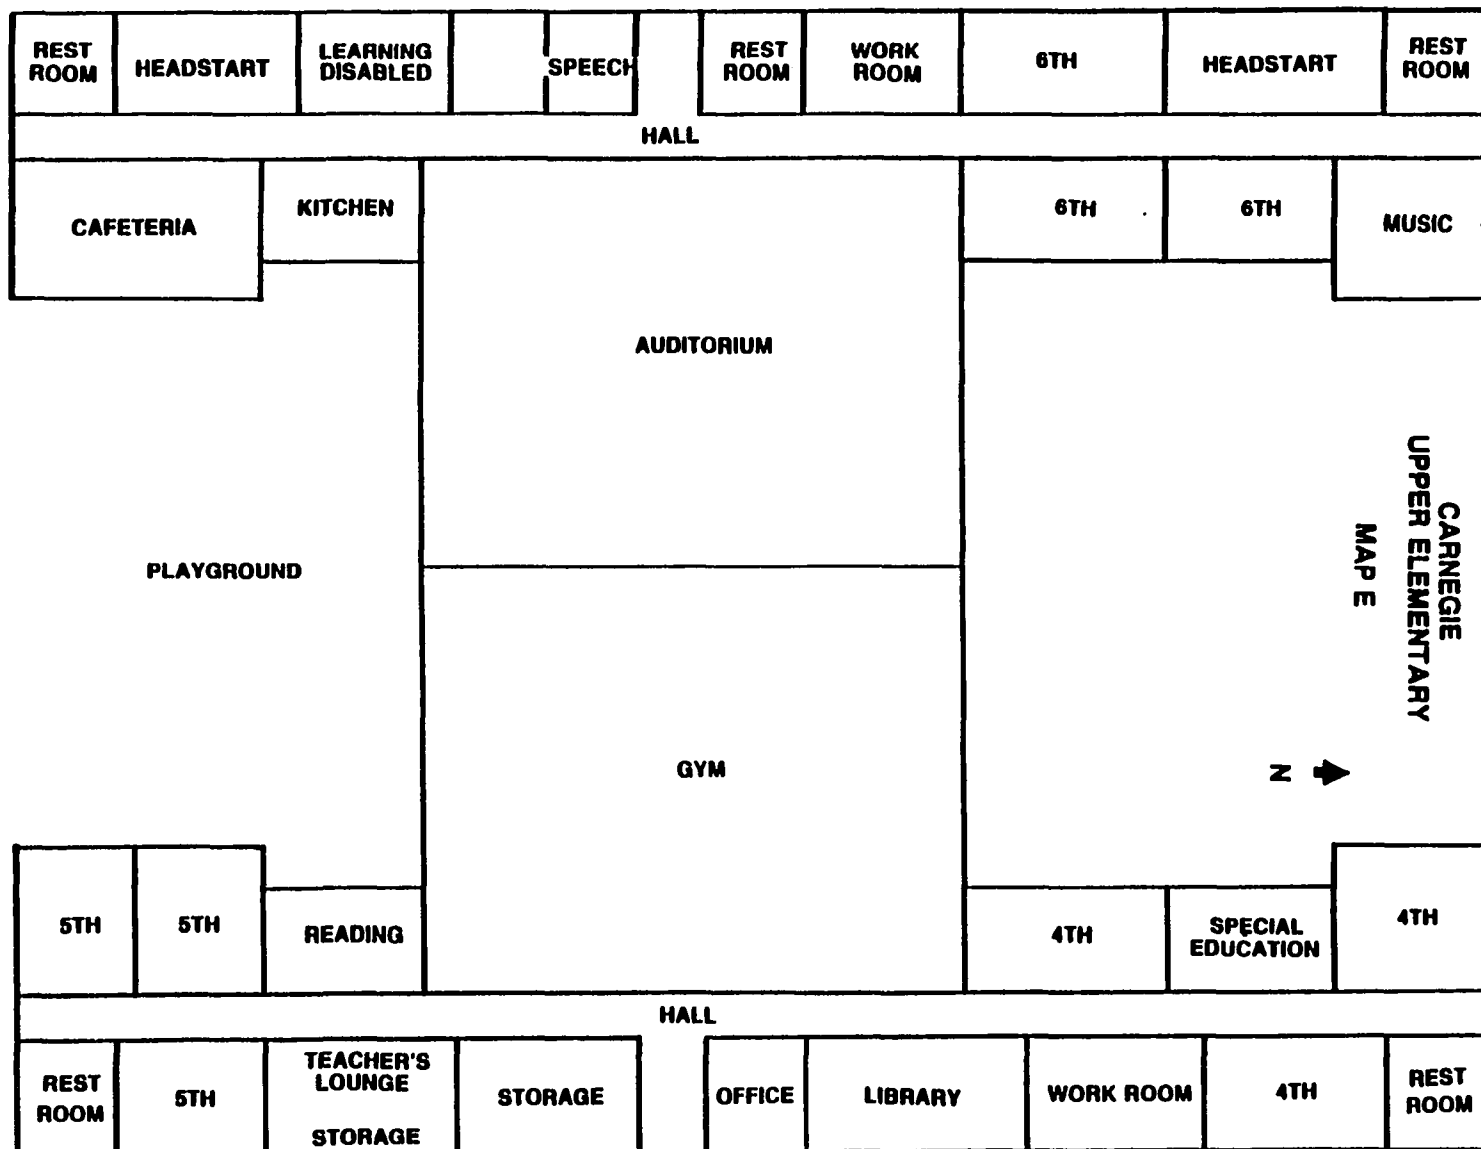 REST
ROOM
HEADSTART
LEARNING
DISABLED
SPEECH
REST
ROOM
WORK
ROOM
6TH
HEADSTART
REST
ROOM
HALL
CAFETERIA
KITCHEN
6TH
6TH
MUSIC
AUDITORIUM
CARNEGIE
UPPER ELEMENTARY
MAP E
PLAYGROUND
GYM
N
5TH
5TH
READING
4TH
SPECIAL
EDUCATION
4TH
HALL
REST
ROOM
5TH
TEACHER'S
LOUNGE
STORAGE
STORAGE
OFFICE
LIBRARY
WORK ROOM
4TH
REST
ROOM